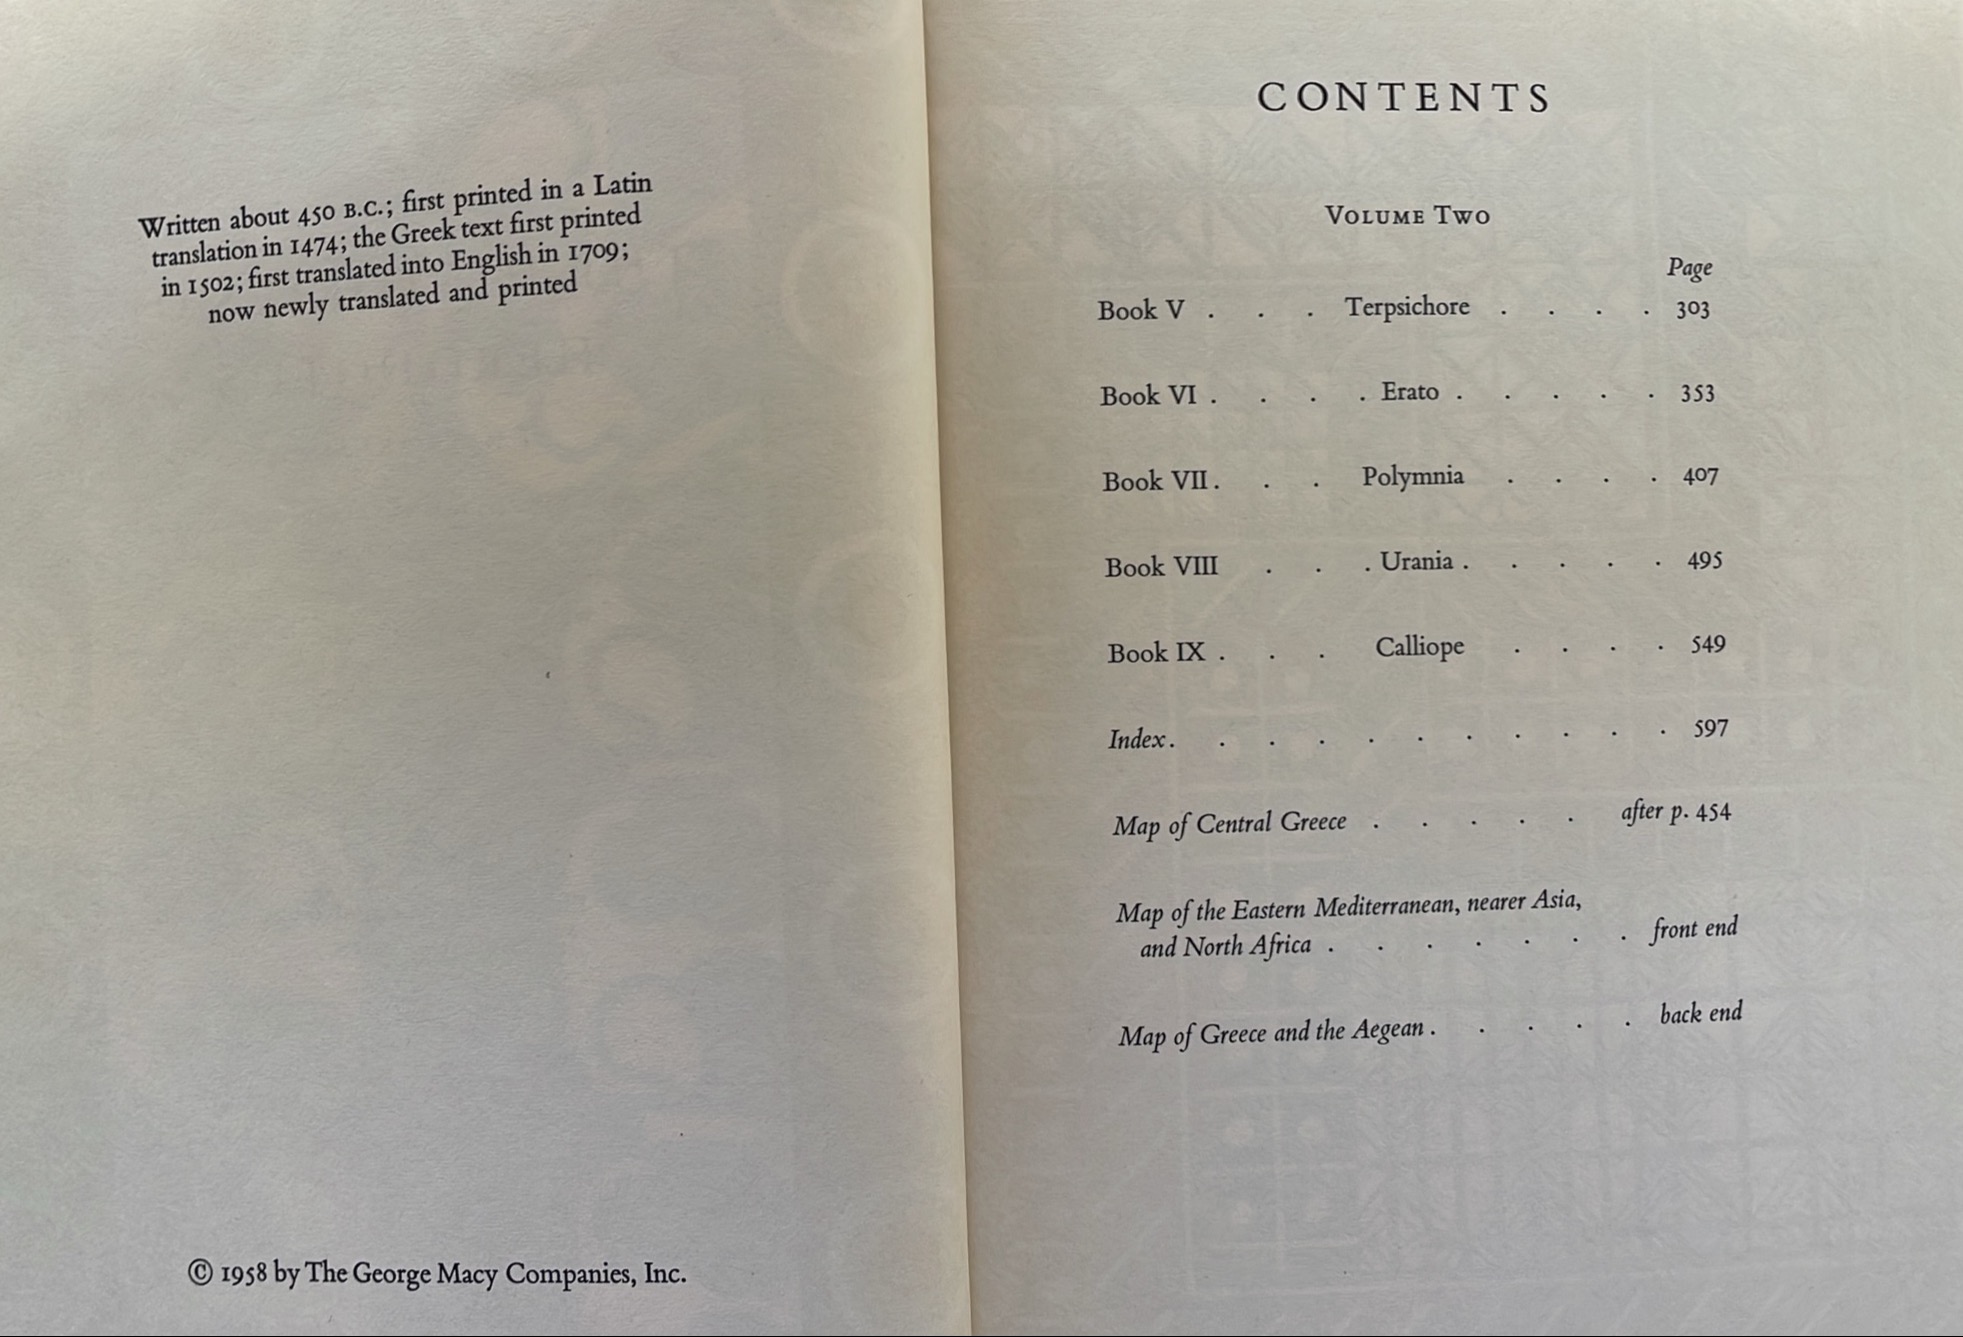 Written about 450 B.C.; first printed in a Latin
translation in 1474; the Greek text first printed
in 1502; first translated into English in 1709;
now newly translated and printed
© 1958 by The George Macy Companies, Inc.
CONTENTS
VOLUME TWO
Page
Book V . . . Terpsichore . . . . 303
Book VI . . . . Erato . . . . . 353
Book VII . . . Polymnia . . . . 407
Book VIII . . . Urania . . . . . 495
Book IX . . . Calliope . . . . 549
Index . . . . . . . . . . . 597
Map of Central Greece . . . . . after p. 454
Map of the Eastern Mediterranean, nearer Asia,
and North Africa . . . . . . . front end
Map of Greece and the Aegean . . . . . back end